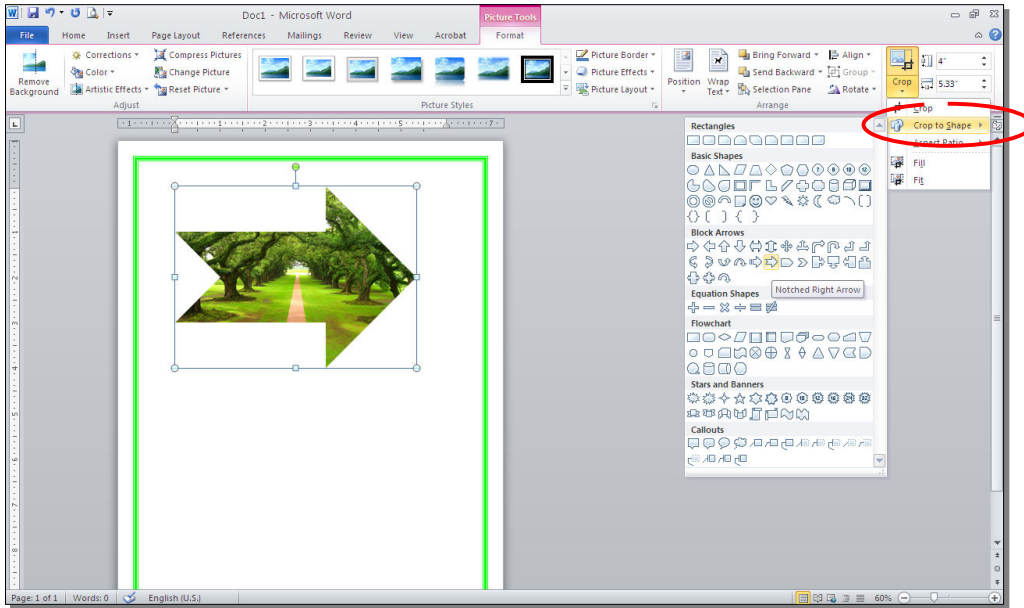 Doc1 - Microsoft Word
Picture Tools
File Home Insert Page Layout References Mailings Review View Acrobat Format
Remove Background
Corrections
Color
Artistic Effects
Compress Pictures
Change Picture
Reset Picture
Adjust
Picture Styles
Picture Border
Picture Effects
Picture Layout
Position
Wrap Text
Bring Forward
Send Backward
Selection Pane
Align
Group
Rotate
Arrange
Crop
4"
5.33"
Crop
Crop to Shape
Aspect Ratio
Fill
Fit
Rectangles
Basic Shapes
Block Arrows
Notched Right Arrow
Equation Shapes
Flowchart
Stars and Banners
Callouts
Page: 1 of 1 Words: 0 English (U.S.) 60%